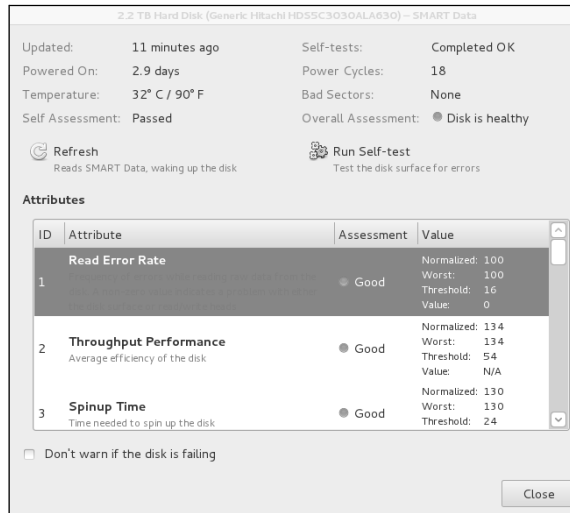 2.2 TB Hard Disk (Generic Hitachi HDS5C3030ALA630) – SMART Data
Updated: 11 minutes ago Self-tests: Completed OK
Powered On: 2.9 days Power Cycles: 18
Temperature: 32° C / 90° F Bad Sectors: None
Self Assessment: Passed Overall Assessment: Disk is healthy
Refresh Run Self-test
Reads SMART Data, waking up the disk Test the disk surface for errors
Attributes
ID Attribute Assessment Value
1 Read Error Rate Good
Normalized: 100
Worst: 100
Threshold: 16
Value: 0
2 Throughput Performance Good
Average efficiency of the disk
Normalized: 134
Worst: 134
Threshold: 54
Value: N/A
3 Spinup Time Good
Time needed to spin up the disk
Normalized: 130
Worst: 130
Threshold: 24
Don't warn if the disk is failing
Close